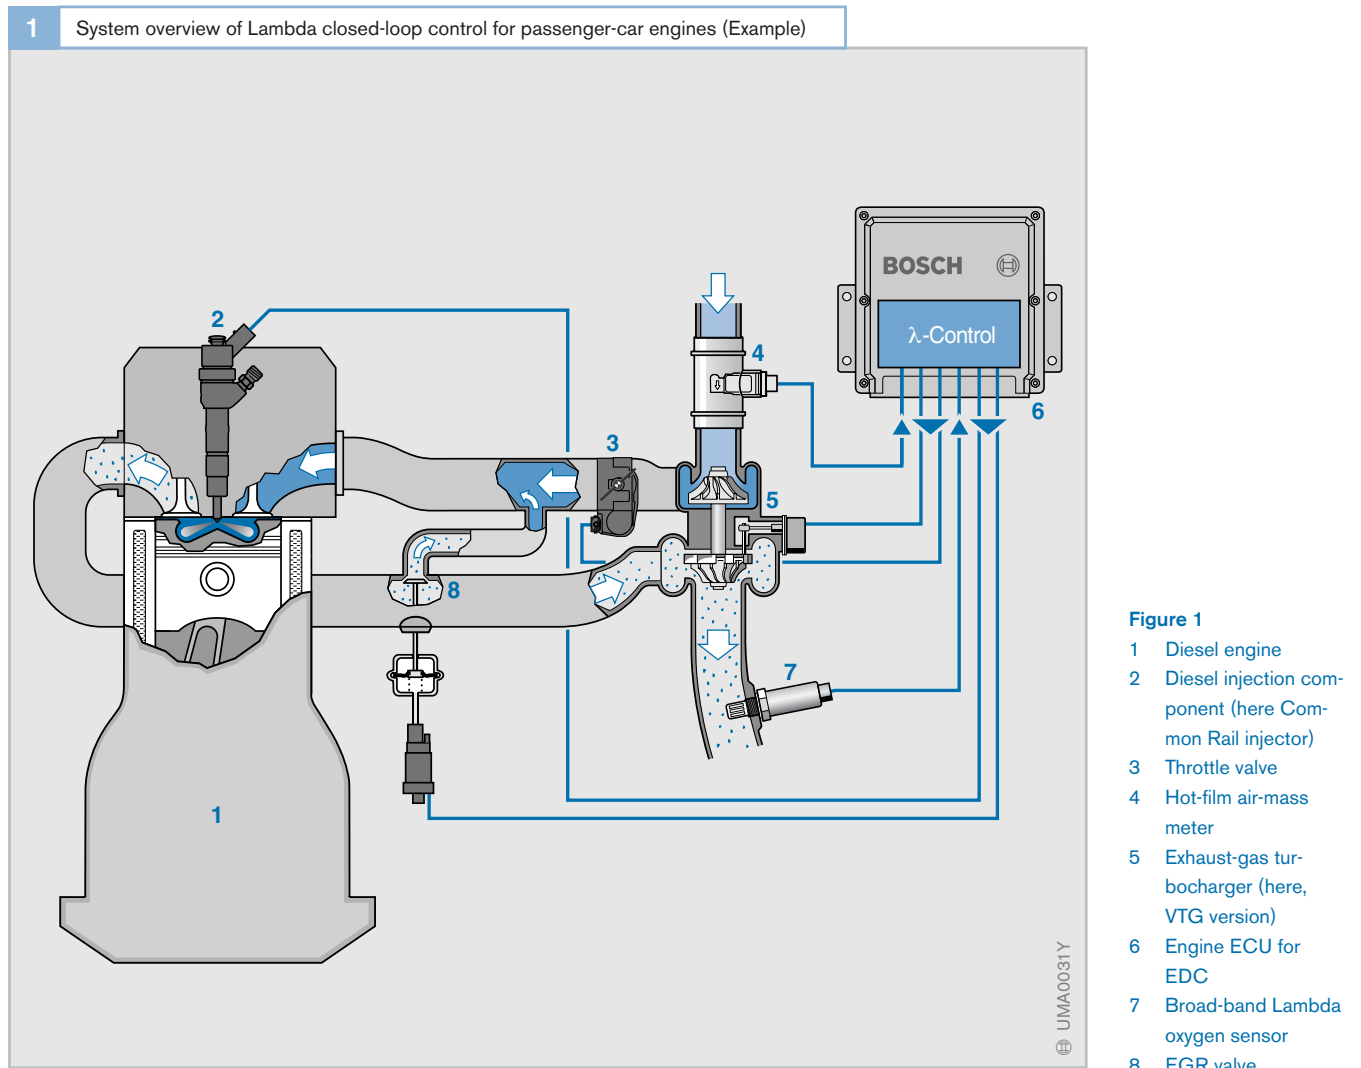 1 System overview of Lambda closed-loop control for passenger-car engines (Example)
BOSCH
λ-Control
2
4
6
3
5
8
7
1
UMA0031Y
Figure 1
1 Diesel engine
2 Diesel injection com-
ponent (here Com-
mon Rail injector)
3 Throttle valve
4 Hot-film air-mass
meter
5 Exhaust-gas tur-
bocharger (here,
VTG version)
6 Engine ECU for
EDC
7 Broad-band Lambda
oxygen sensor
8 EGR valve